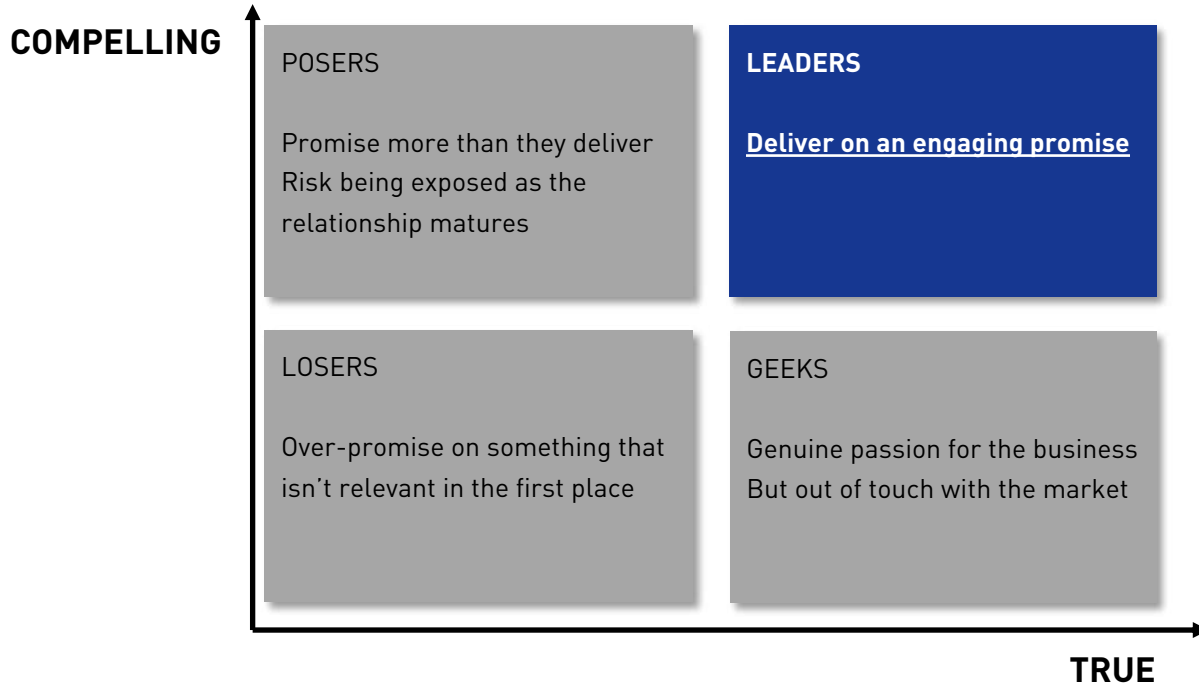 COMPELLING
POSERS
Promise more than they deliver
Risk being exposed as the
relationship matures
LEADERS
Deliver on an engaging promise
LOSERS
Over-promise on something that
isn’t relevant in the first place
GEEKS
Genuine passion for the business
But out of touch with the market
TRUE